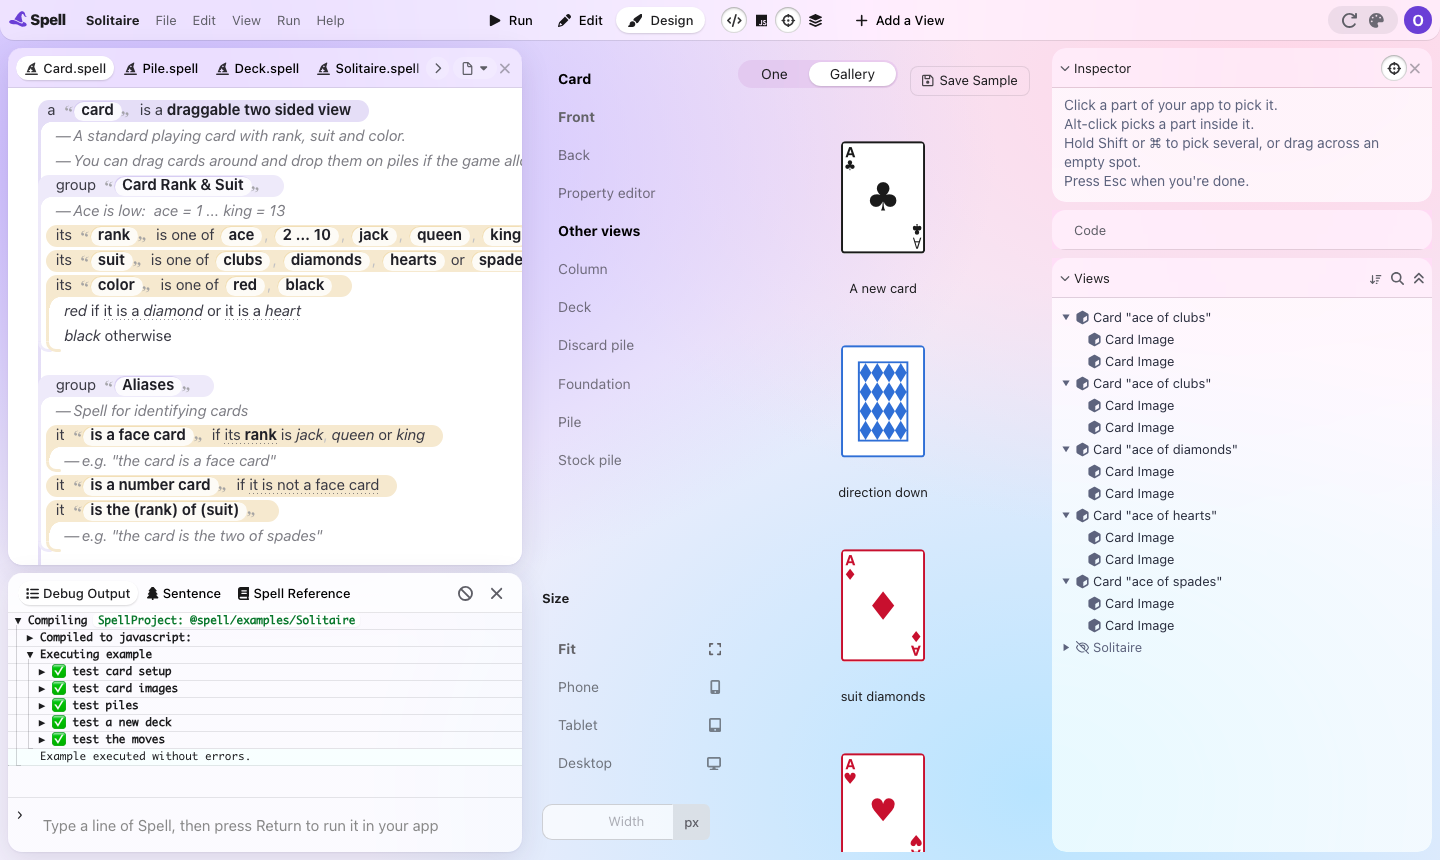 Spell Solitaire File Edit View Run Help Run Edit Design JS Add a View O
Card.spell Pile.spell Deck.spell Solitaire.spell
a “ card ” is a draggable two sided view
— A standard playing card with rank, suit and color.
— You can drag cards around and drop them on piles if the game allo
group “ Card Rank & Suit ”
— Ace is low: ace = 1 ... king = 13
its “ rank ” is one of ace , 2 ... 10 , jack , queen , king
its “ suit ” is one of clubs , diamonds , hearts or spade
its “ color ” is one of red , black
red if it is a diamond or it is a heart
black otherwise
group “ Aliases ”
— Spell for identifying cards
it “ is a face card ” if its rank is jack, queen or king
— e.g. "the card is a face card"
it “ is a number card ” if it is not a face card
it “ is the (rank) of (suit) ”
— e.g. "the card is the two of spades"
Debug Output Sentence Spell Reference
Compiling SpellProject: @spell/examples/Solitaire
Compiled to javascript:
Executing example
✅ test card setup
✅ test card images
✅ test piles
✅ test a new deck
✅ test the moves
Example executed without errors.
› Type a line of Spell, then press Return to run it in your app
Card
Front
Back
Property editor
Other views
Column
Deck
Discard pile
Foundation
Pile
Stock pile
Size
Fit
Phone
Tablet
Desktop
Width px
One Gallery Save Sample
A
A
A new card
direction down
A
A
suit diamonds
A
A
Inspector
Click a part of your app to pick it.
Alt-click picks a part inside it.
Hold Shift or ⌘ to pick several, or drag across an
empty spot.
Press Esc when you're done.
Code
Views
Card "ace of clubs"
Card Image
Card Image
Card "ace of clubs"
Card Image
Card Image
Card "ace of diamonds"
Card Image
Card Image
Card "ace of hearts"
Card Image
Card Image
Card "ace of spades"
Card Image
Card Image
Solitaire